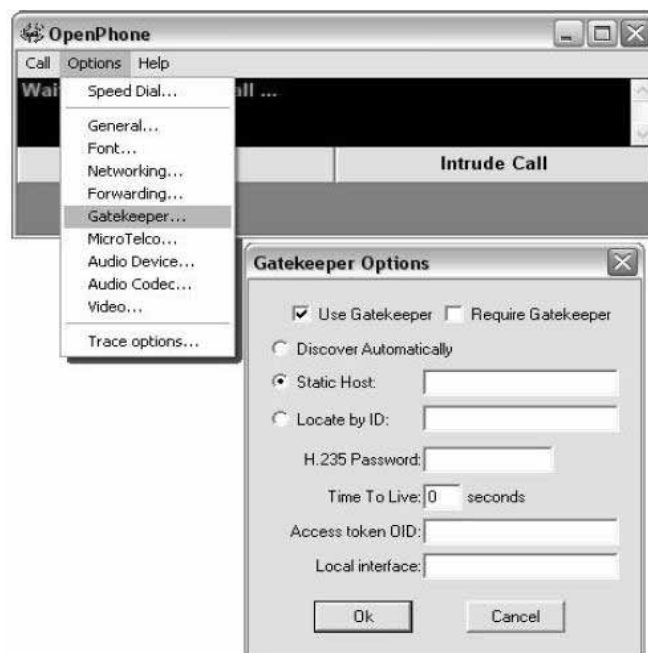 OpenPhone
Call Options Help
Wai all ...
Speed Dial...
General...
Font...
Networking...
Forwarding...
Gatekeeper...
MicroTelco...
Audio Device...
Audio Codec...
Video...
Trace options...
Intrude Call
Gatekeeper Options
Use Gatekeeper Require Gatekeeper
Discover Automatically
Static Host:
Locate by ID:
H.235 Password:
Time To Live: 0 seconds
Access token OID:
Local interface:
Ok Cancel